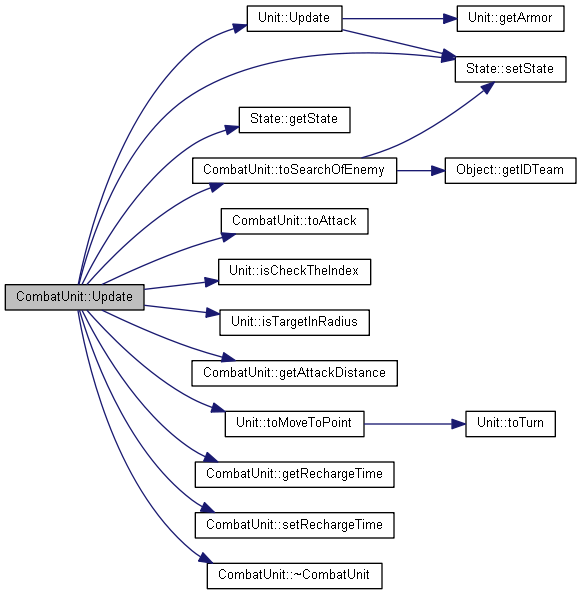 Unit::Update
Unit::getArmor
State::setState
State::getState
CombatUnit::toSearchOfEnemy
Object::getIDTeam
CombatUnit::toAttack
Unit::isCheckTheIndex
CombatUnit::Update
Unit::isTargetInRadius
CombatUnit::getAttackDistance
Unit::toMoveToPoint
Unit::toTurn
CombatUnit::getRechargeTime
CombatUnit::setRechargeTime
CombatUnit::~CombatUnit